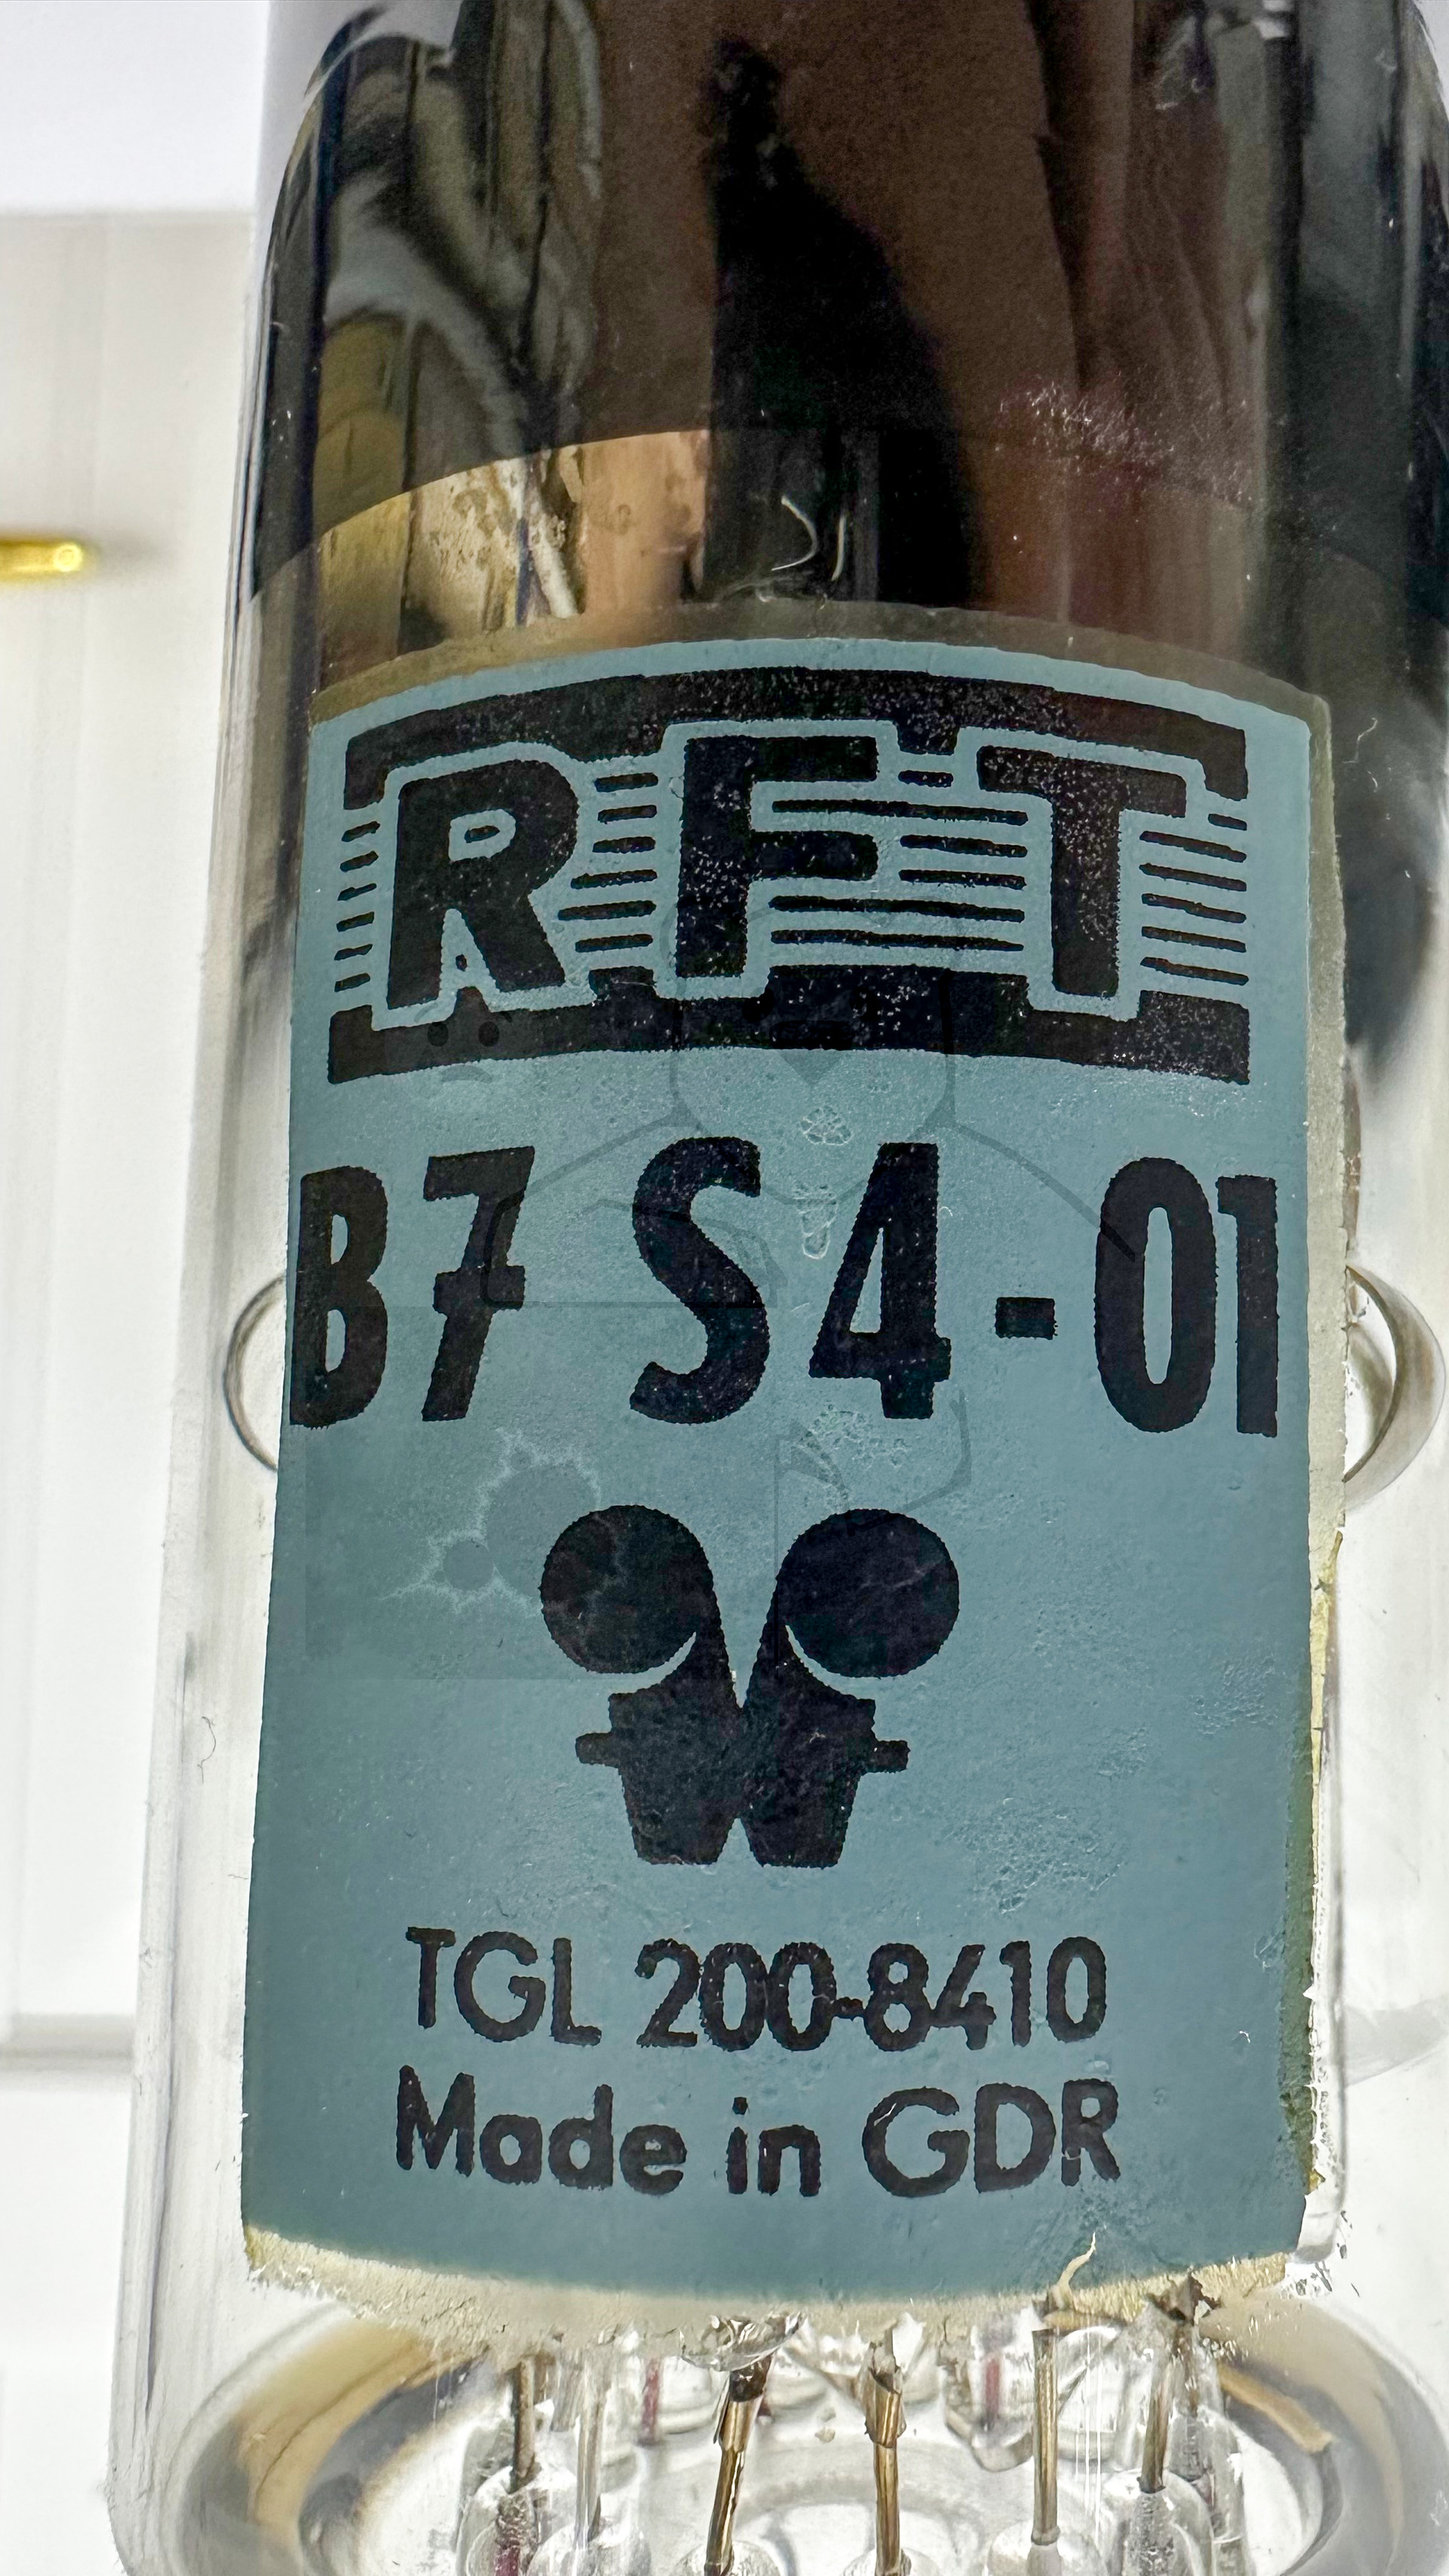 RFT
B7 S4-01
TGL 200-8410
Made in GDR